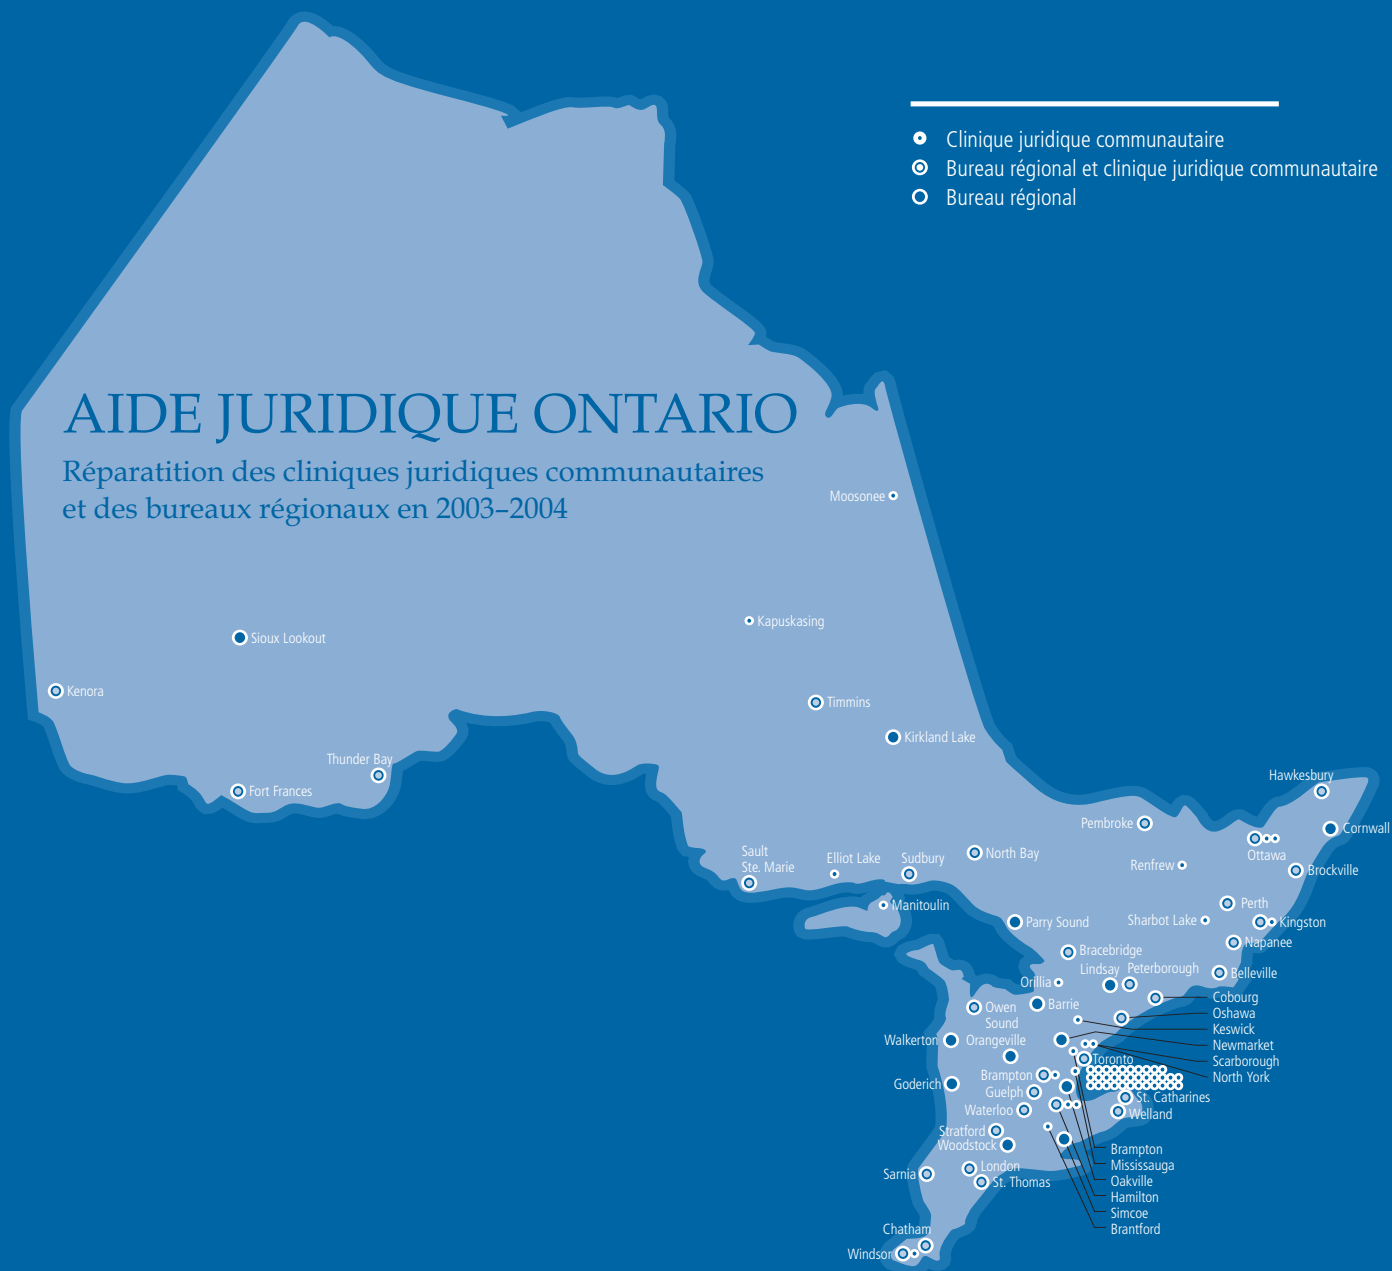 Clinique juridique communautaire
Bureau régional et clinique juridique communautaire
Bureau régional
AIDE JURIDIQUE ONTARIO
Réparatition des cliniques juridiques communautaires
et des bureaux régionaux en 2003–2004
Moosonee
Kapuskasing
Sioux Lookout
Kenora
Timmins
Kirkland Lake
Thunder Bay
Fort Frances
Hawkesbury
Pembroke
Cornwall
Ottawa
Sault
Ste. Marie
Elliot Lake
Sudbury
North Bay
Renfrew
Brockville
Manitoulin
Perth
Parry Sound
Sharbot Lake
Kingston
Napanee
Bracebridge
Lindsay
Peterborough
Belleville
Orillia
Barrie
Owen
Sound
Cobourg
Oshawa
Keswick
Newmarket
Scarborough
North York
Walkerton
Orangeville
Toronto
Brampton
Goderich
Guelph
Waterloo
St. Catharines
Welland
Stratford
Woodstock
Brampton
Mississauga
Oakville
Hamilton
Simcoe
Brantford
Sarnia
London
St. Thomas
Chatham
Windsor